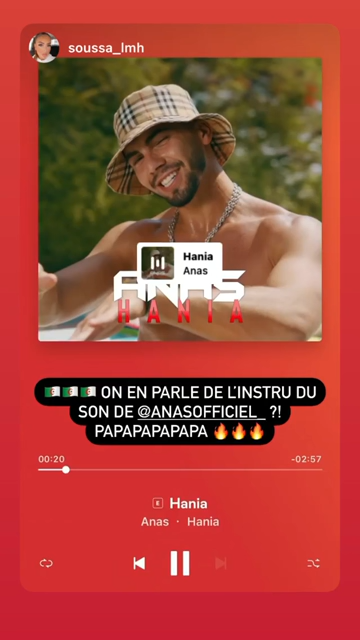 soussa_lmh
Hania
Anas
ANAS
HANIA
🇩🇿🇩🇿🇩🇿 ON EN PARLE DE L'INSTRU DU
SON DE @ANASOFFICIEL_ ?!
PAPAPAPAPAPA 🔥🔥🔥
00:20
-02:57
E Hania
Anas · Hania